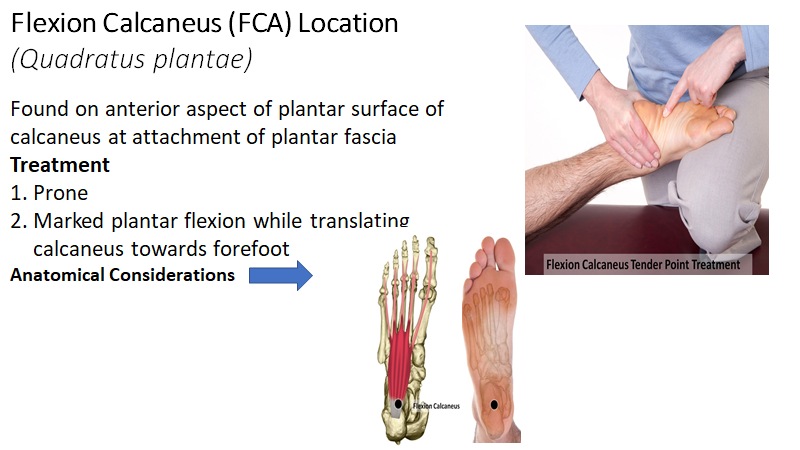 Flexion Calcaneus (FCA) Location
(Quadratus plantae)
Found on anterior aspect of plantar surface of
calcaneus at attachment of plantar fascia
Treatment
1. Prone
2. Marked plantar flexion while translating
calcaneus towards forefoot
Anatomical Considerations
Flexion Calcaneus Tender Point Treatment
Flexion Calcaneus